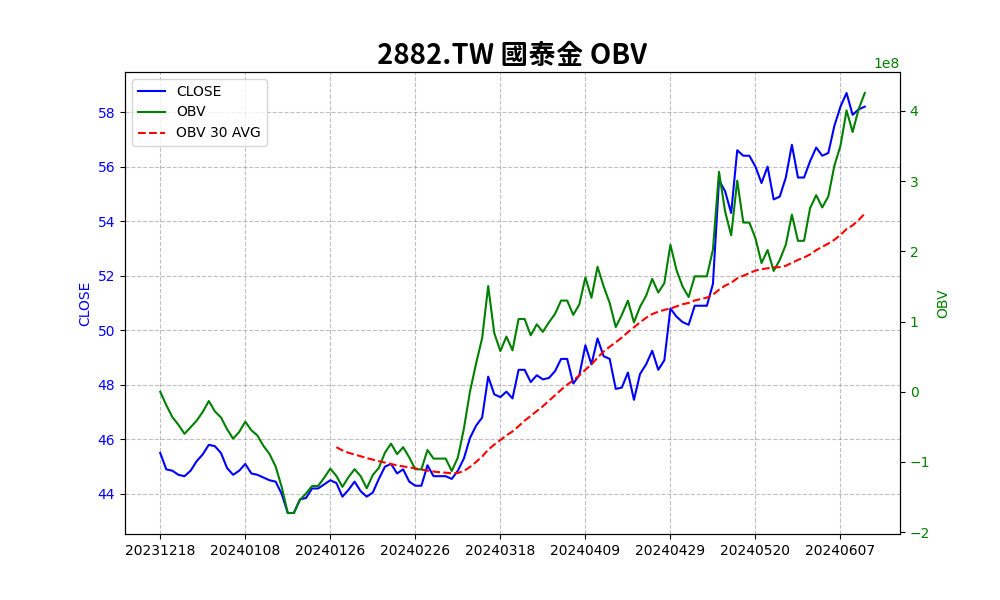 2882.TW 國泰金 OBV
1e8
CLOSE
OBV
OBV 30 AVG
58
56
54
52
50
48
46
44
CLOSE
4
3
2
1
0
−1
−2
OBV
20231218 20240108 20240126 20240226 20240318 20240409 20240429 20240520 20240607